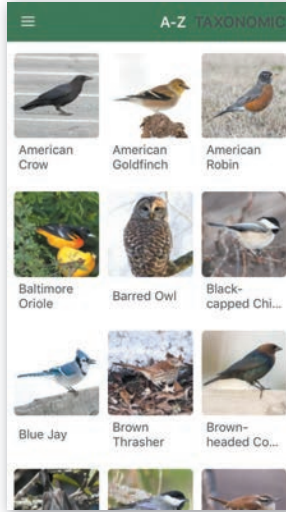 A-Z TAXONOMIC
American
Crow
American
Goldfinch
American
Robin
Baltimore
Oriole
Barred Owl
Black-
capped Chi...
Blue Jay
Brown
Thrasher
Brown-
headed Co...